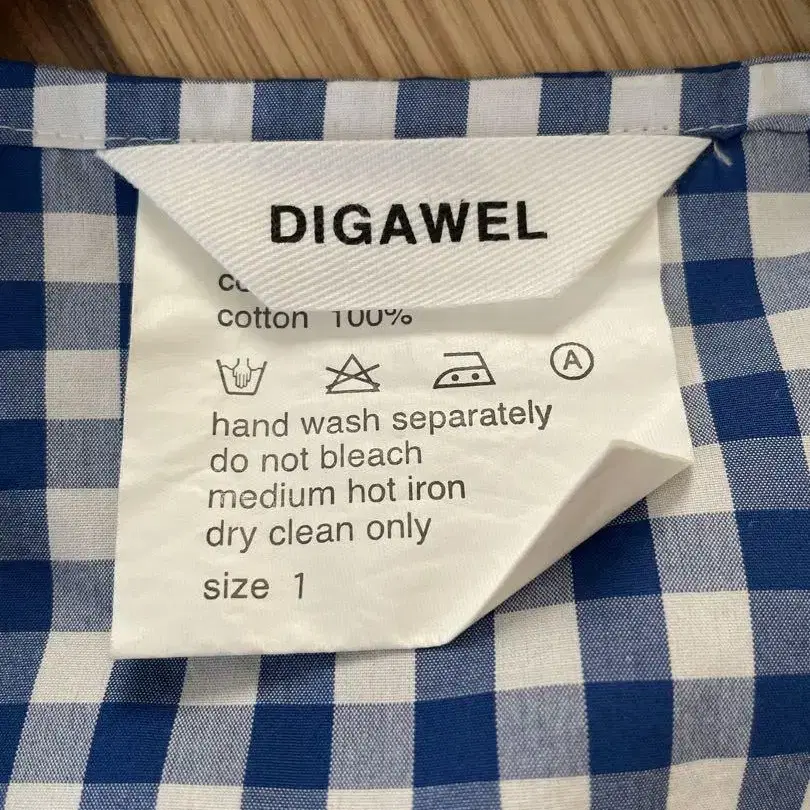 DIGAWEL
cotton 100%
A
hand wash separately
do not bleach
medium hot iron
dry clean only
size 1